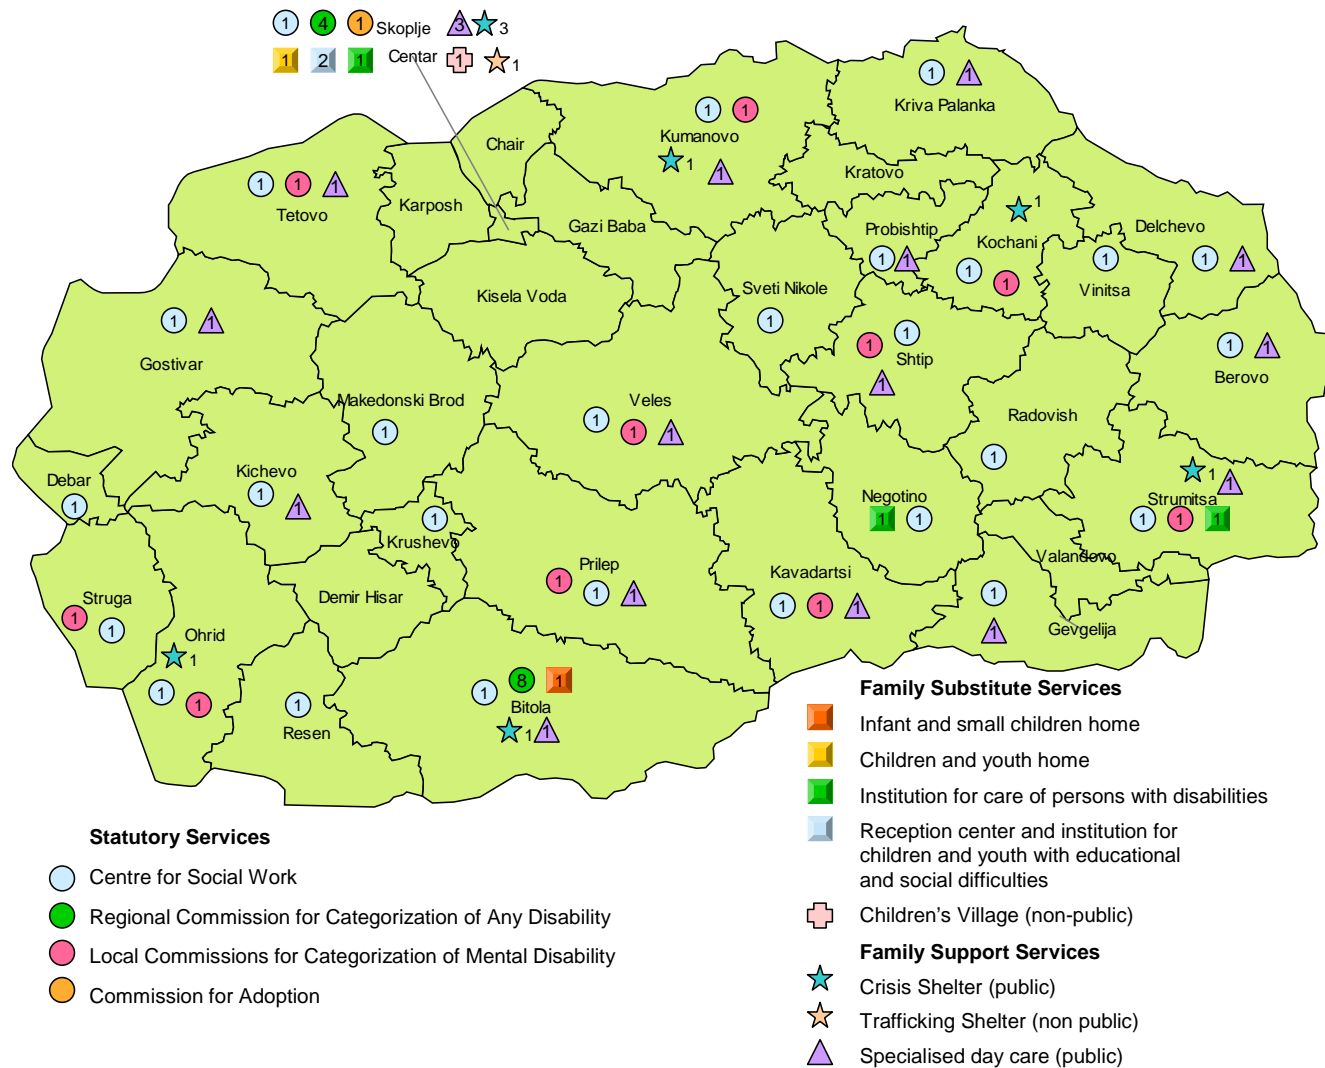 1 4 1 Skoplje 3 3
1 2 1 Centar 1 1
Chair
1 1
Kumanovo
1 1
1 1
Kriva Palanka
Kratovo
1 1 1
Tetovo
Karposh
Gazi Baba
Probishtip
1 1
1
Kochani
1 1
Delchevo
1 1
1
Vinitsa
Kisela Voda
Sveti Nikole
1
1 1
Gostivar
1 1
Shtip
1
1 1
Berovo
Makedonski Brod
1
Veles
1 1 1
Radovish
1
Debar
1
Kichevo
1 1
1
Krushevo
Negotino
1 1
1 1
Strumitsa
1 1 1
Valandovo
Prilep
1 1 1
Kavadartsi
1 1 1
Demir Hisar
Struga
1 1
Ohrid
1
1 1
1
1
Gevgelija
1
Resen
1 8 1
Bitola
1 1
Family Substitute Services
Infant and small children home
Children and youth home
Institution for care of persons with disabilities
Reception center and institution for
children and youth with educational
and social difficulties
Children’s Village (non-public)
Family Support Services
Crisis Shelter (public)
Trafficking Shelter (non public)
Specialised day care (public)
Statutory Services
Centre for Social Work
Regional Commission for Categorization of Any Disability
Local Commissions for Categorization of Mental Disability
Commission for Adoption